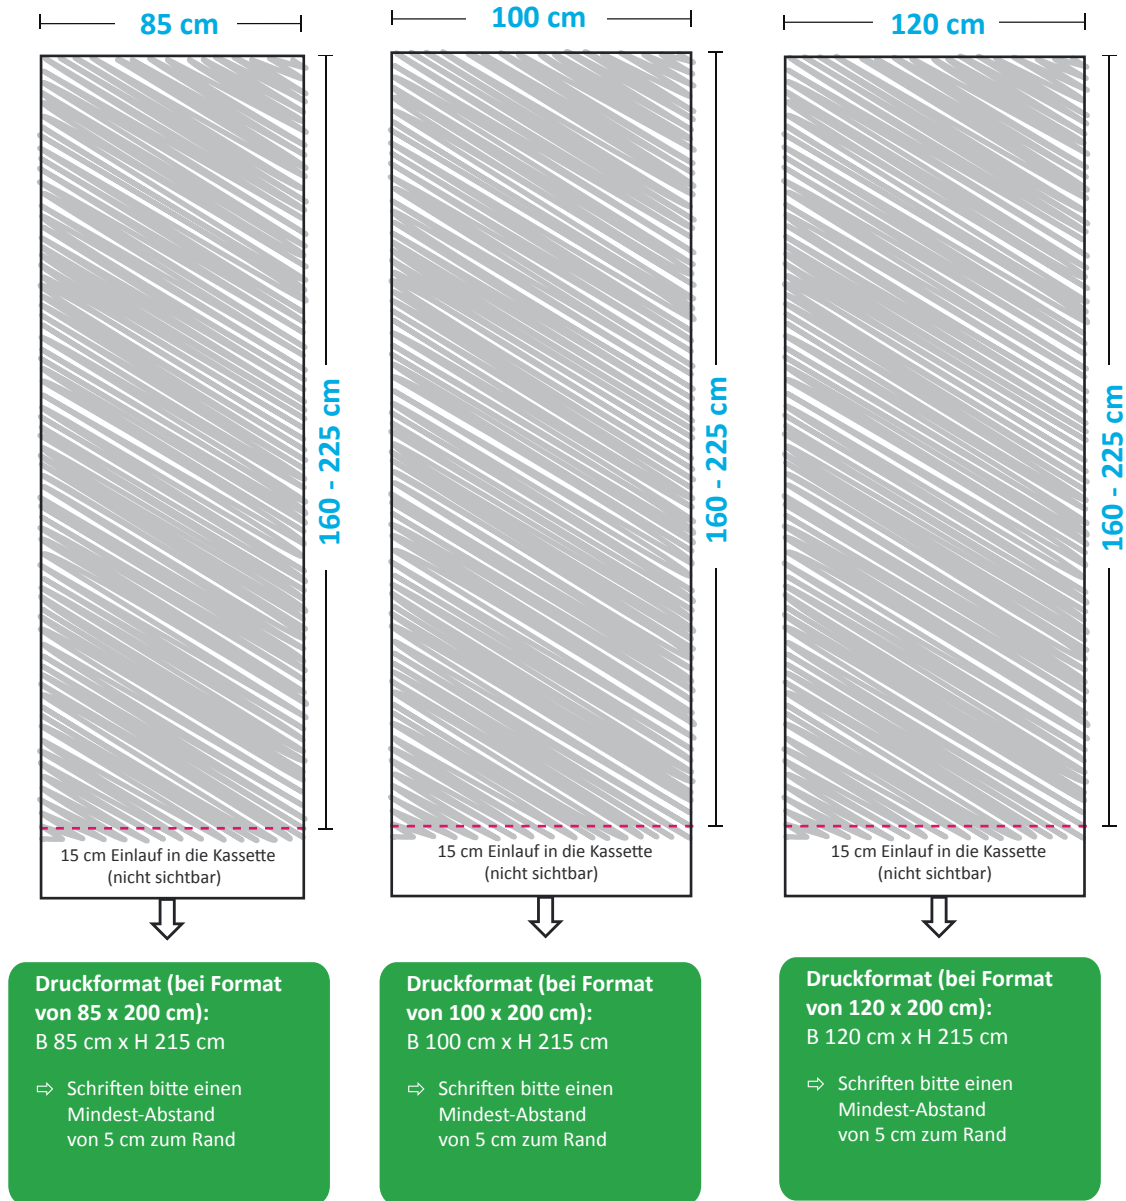 85 cm
160 - 225 cm
15 cm Einlauf in die Kassette
(nicht sichtbar)
Druckformat (bei Format
von 85 x 200 cm):
B 85 cm x H 215 cm
⇨ Schriften bitte einen
Mindest-Abstand
von 5 cm zum Rand
100 cm
160 - 225 cm
15 cm Einlauf in die Kassette
(nicht sichtbar)
Druckformat (bei Format
von 100 x 200 cm):
B 100 cm x H 215 cm
⇨ Schriften bitte einen
Mindest-Abstand
von 5 cm zum Rand
120 cm
160 - 225 cm
15 cm Einlauf in die Kassette
(nicht sichtbar)
Druckformat (bei Format
von 120 x 200 cm):
B 120 cm x H 215 cm
⇨ Schriften bitte einen
Mindest-Abstand
von 5 cm zum Rand